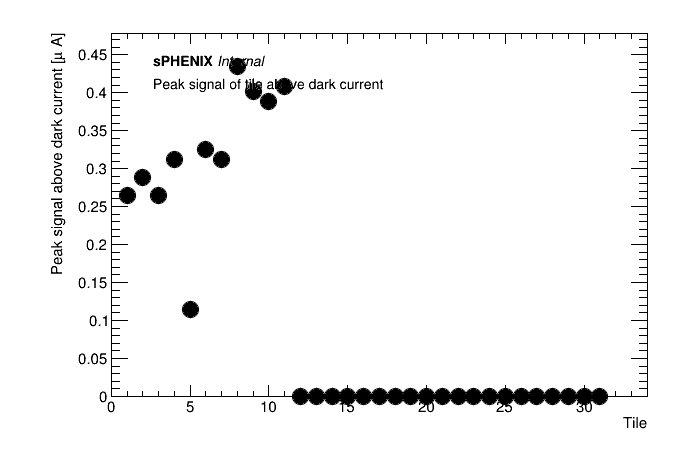 Peak signal above dark current [μ A]
0.45
0.4
0.35
0.3
0.25
0.2
0.15
0.1
0.05
0
sPHENIX Internal
Peak signal of tile above dark current
0 5 10 15 20 25 30
Tile